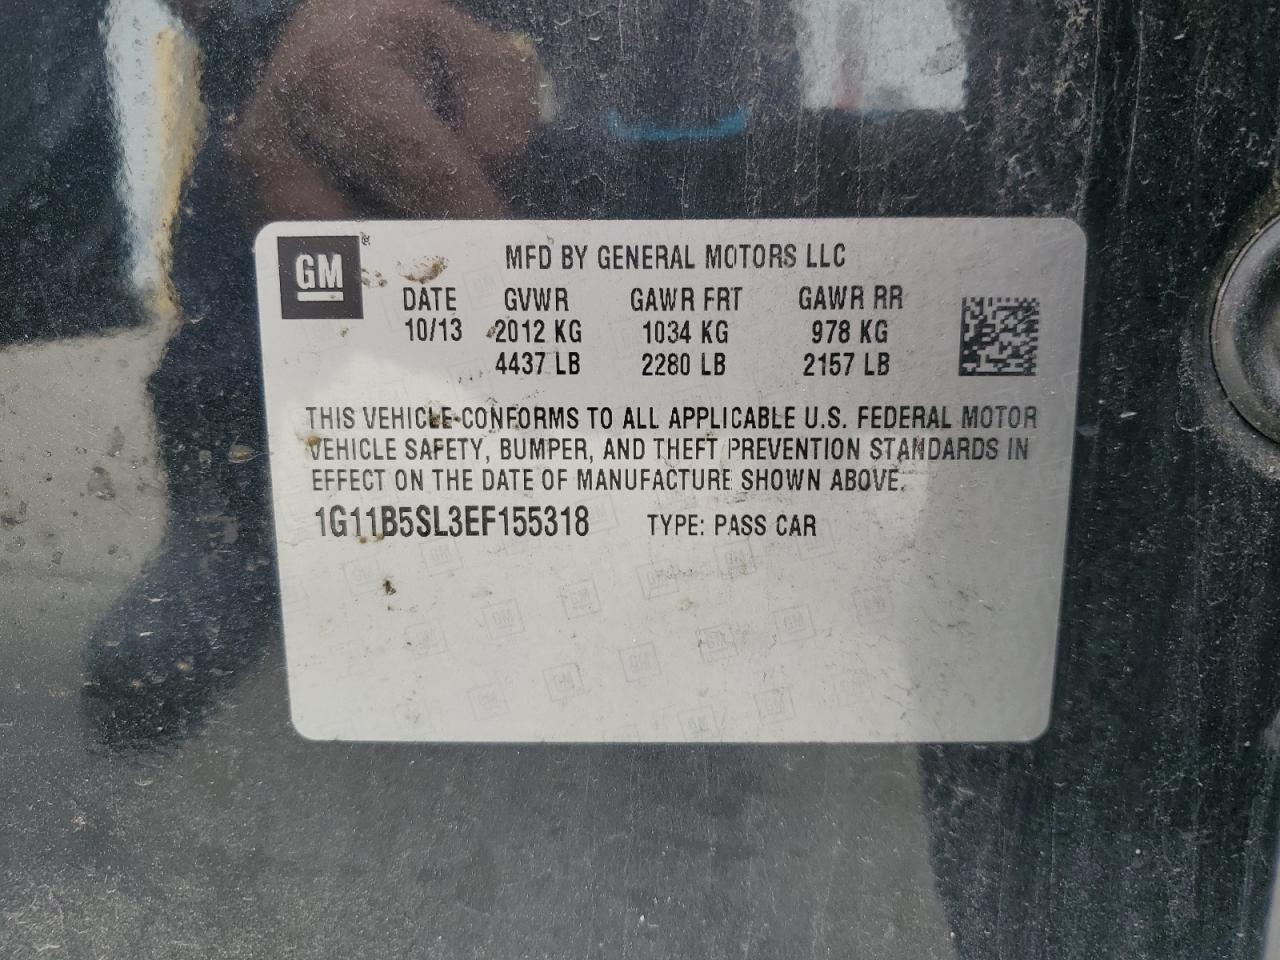 GM®
MFD BY GENERAL MOTORS LLC
DATE GVWR GAWR FRT GAWR RR
10/13 2012 KG 1034 KG 978 KG
4437 LB 2280 LB 2157 LB
THIS VEHICLE CONFORMS TO ALL APPLICABLE U.S. FEDERAL MOTOR
VEHICLE SAFETY, BUMPER, AND THEFT PREVENTION STANDARDS IN
EFFECT ON THE DATE OF MANUFACTURE SHOWN ABOVE.
1G11B5SL3EF155318 TYPE: PASS CAR